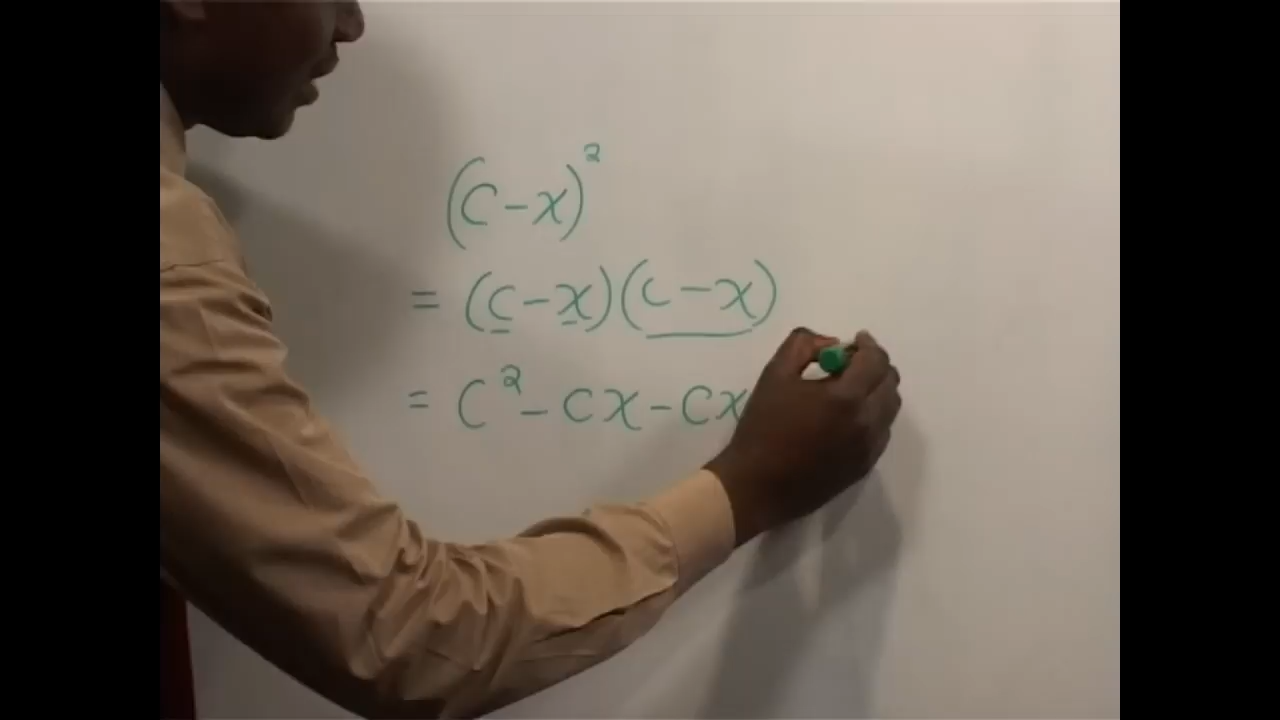 (C-x)²
= (c-x)(c-x)
= C²-Cx-Cx